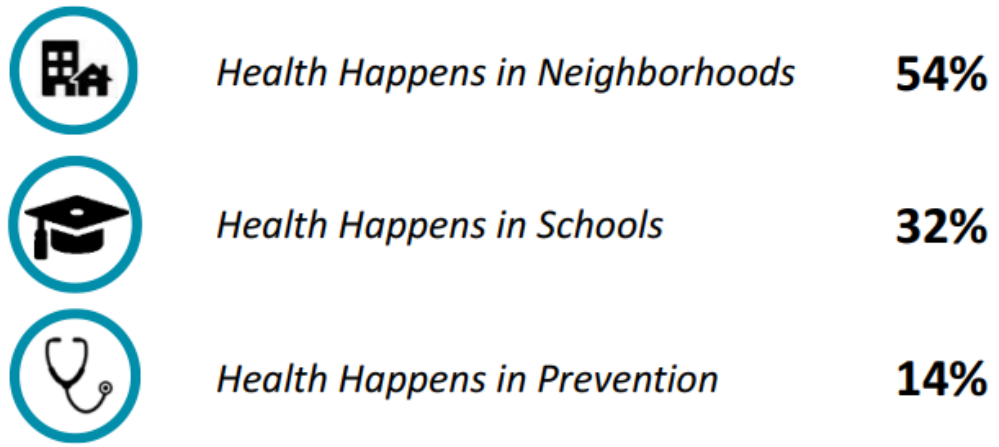 Health Happens in Neighborhoods 54%
Health Happens in Schools 32%
Health Happens in Prevention 14%